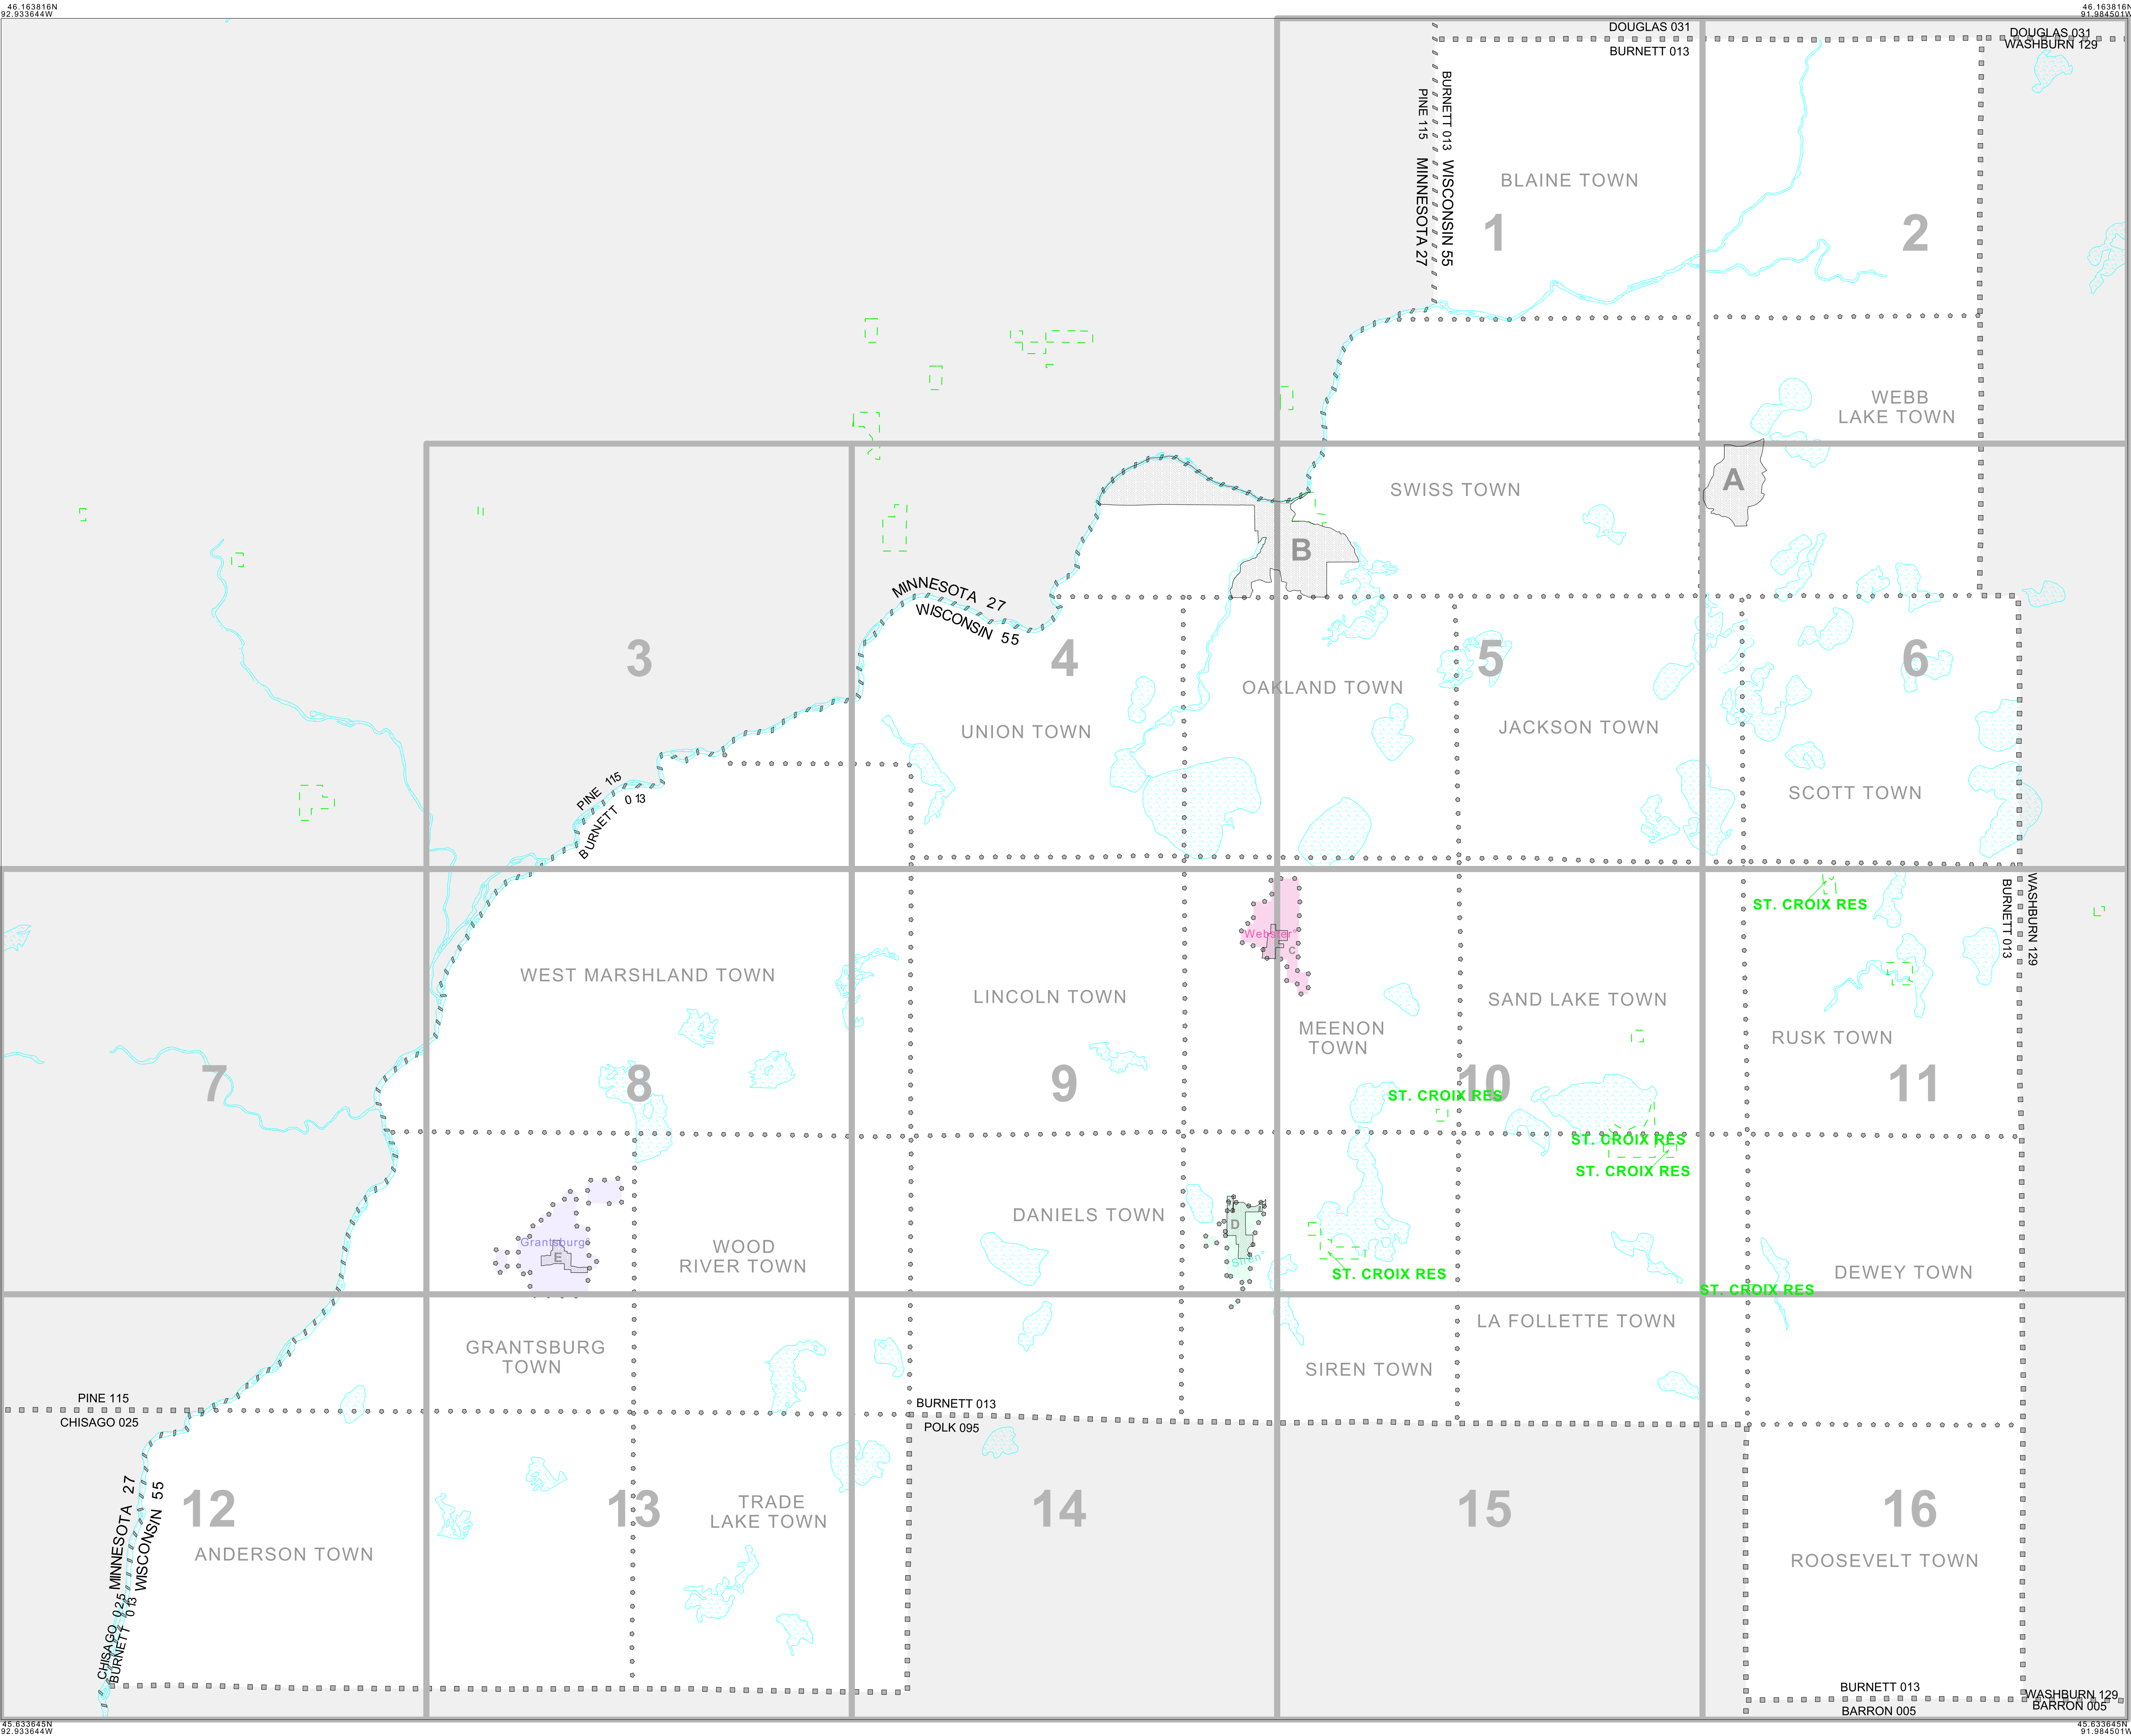 46.163816N
92.933644W
46.163816N
91.984501W
DOUGLAS 031
BURNETT 013
DOUGLAS 031
WASHBURN 129
PINE 115 MINNESOTA 27
BURNETT 013 WISCONSIN 55
BLAINE TOWN
1
2
WEBB
LAKE TOWN
A
SWISS TOWN
B
MINNESOTA 27
WISCONSIN 55
3
4
5
6
OAKLAND TOWN
UNION TOWN
JACKSON TOWN
SCOTT TOWN
PINE 115
BURNETT 013
ST. CROIX RES
BURNETT 013
WASHBURN 129
Webster
C
WEST MARSHLAND TOWN
LINCOLN TOWN
SAND LAKE TOWN
MEENON
TOWN
RUSK TOWN
7
8
9
10
11
ST. CROIX RES
ST. CROIX RES
ST. CROIX RES
DANIELS TOWN
D
Siren
Grantsburg
E
WOOD
RIVER TOWN
ST. CROIX RES
DEWEY TOWN
ST. CROIX RES
LA FOLLETTE TOWN
GRANTSBURG
TOWN
SIREN TOWN
PINE 115
CHISAGO 025
BURNETT 013
POLK 095
12
13
14
15
16
TRADE
LAKE TOWN
ANDERSON TOWN
ROOSEVELT TOWN
CHISAGO 025 MINNESOTA 27
BURNETT 013 WISCONSIN 55
BURNETT 013
BARRON 005
WASHBURN 129
BARRON 005
45.633645N
92.933644W
45.633645N
91.984501W